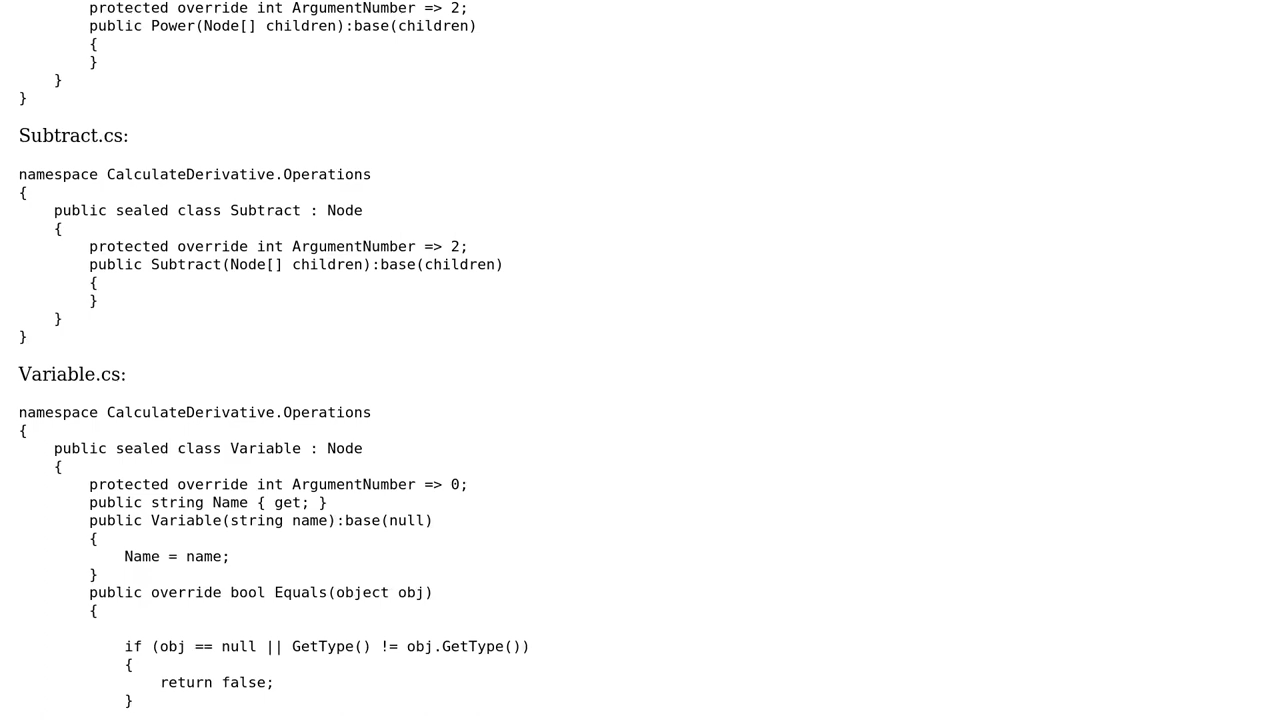 protected override int ArgumentNumber => 2;
        public Power(Node[] children):base(children)
        {
        }
    }
}
Subtract.cs:
namespace CalculateDerivative.Operations
{
    public sealed class Subtract : Node
    {
        protected override int ArgumentNumber => 2;
        public Subtract(Node[] children):base(children)
        {
        }
    }
}
Variable.cs:
namespace CalculateDerivative.Operations
{
    public sealed class Variable : Node
    {
        protected override int ArgumentNumber => 0;
        public string Name { get; }
        public Variable(string name):base(null)
        {
            Name = name;
        }
        public override bool Equals(object obj)
        {
            if (obj == null || GetType() != obj.GetType())
            {
                return false;
            }